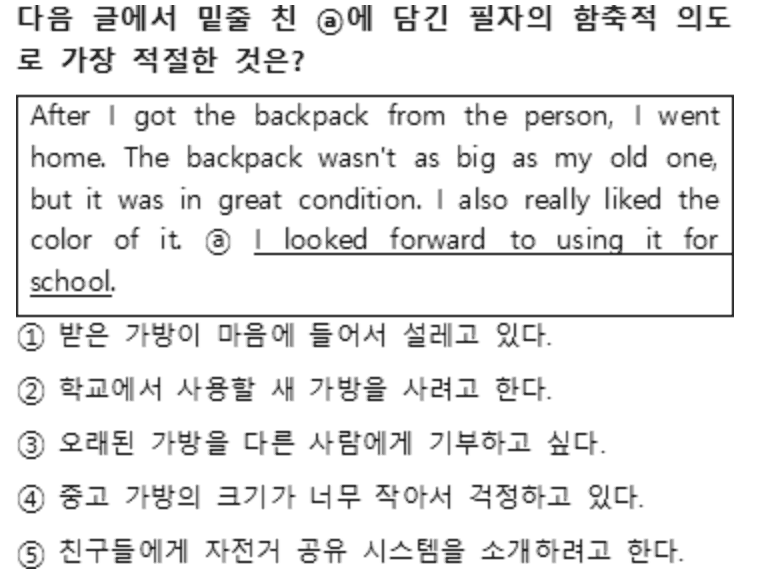 다음 글에서 밑줄 친 ⓐ에 담긴 필자의 함축적 의도
로 가장 적절한 것은?
After I got the backpack from the person, I went
home. The backpack wasn't as big as my old one,
but it was in great condition. I also really liked the
color of it. ⓐ I looked forward to using it for
school.
① 받은 가방이 마음에 들어서 설레고 있다.
② 학교에서 사용할 새 가방을 사려고 한다.
③ 오래된 가방을 다른 사람에게 기부하고 싶다.
④ 중고 가방의 크기가 너무 작아서 걱정하고 있다.
⑤ 친구들에게 자전거 공유 시스템을 소개하려고 한다.